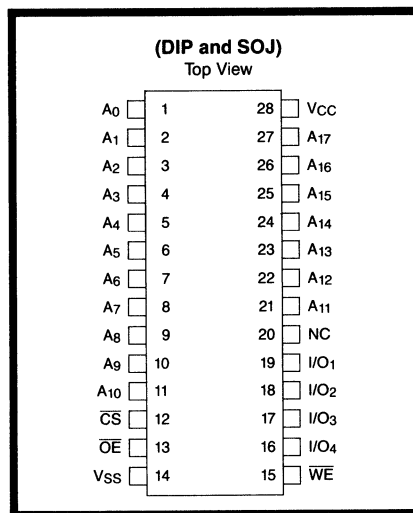 (DIP and SOJ)
Top View
A0 1 28 VCC
A1 2 27 A17
A2 3 26 A16
A3 4 25 A15
A4 5 24 A14
A5 6 23 A13
A6 7 22 A12
A7 8 21 A11
A8 9 20 NC
A9 10 19 I/O1
A10 11 18 I/O2
C̅S̅ 12 17 I/O3
O̅E̅ 13 16 I/O4
VSS 14 15 W̅E̅